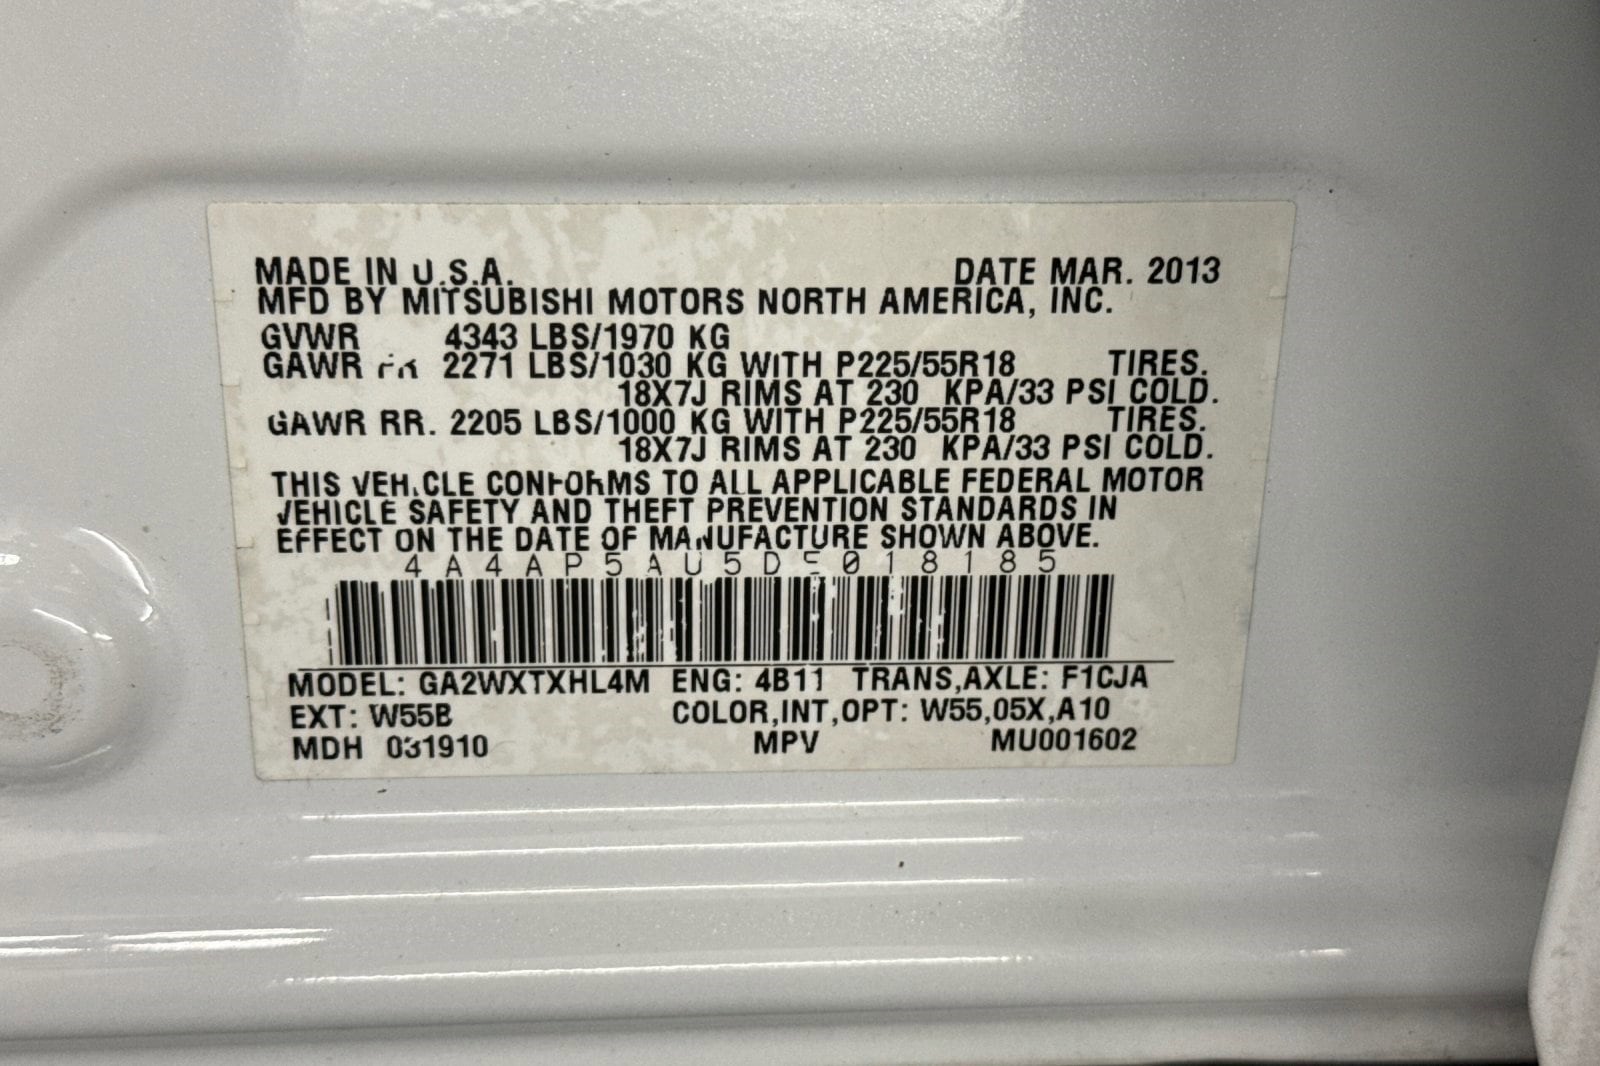 MADE IN U.S.A. DATE MAR. 2013
MFD BY MITSUBISHI MOTORS NORTH AMERICA, INC.
GVWR 4343 LBS/1970 KG
GAWR FR 2271 LBS/1030 KG WITH P225/55R18 TIRES.
18X7J RIMS AT 230 KPA/33 PSI COLD.
GAWR RR. 2205 LBS/1000 KG WITH P225/55R18 TIRES.
18X7J RIMS AT 230 KPA/33 PSI COLD.
THIS VEHICLE CONFORMS TO ALL APPLICABLE FEDERAL MOTOR
VEHICLE SAFETY AND THEFT PREVENTION STANDARDS IN
EFFECT ON THE DATE OF MANUFACTURE SHOWN ABOVE.
4A4AP5AU5DE018185
MODEL: GA2WXTXHL4M ENG: 4B11 TRANS,AXLE: F1CJA
EXT: W55B COLOR,INT,OPT: W55,05X,A10
MDH 031910 MPV MU001602